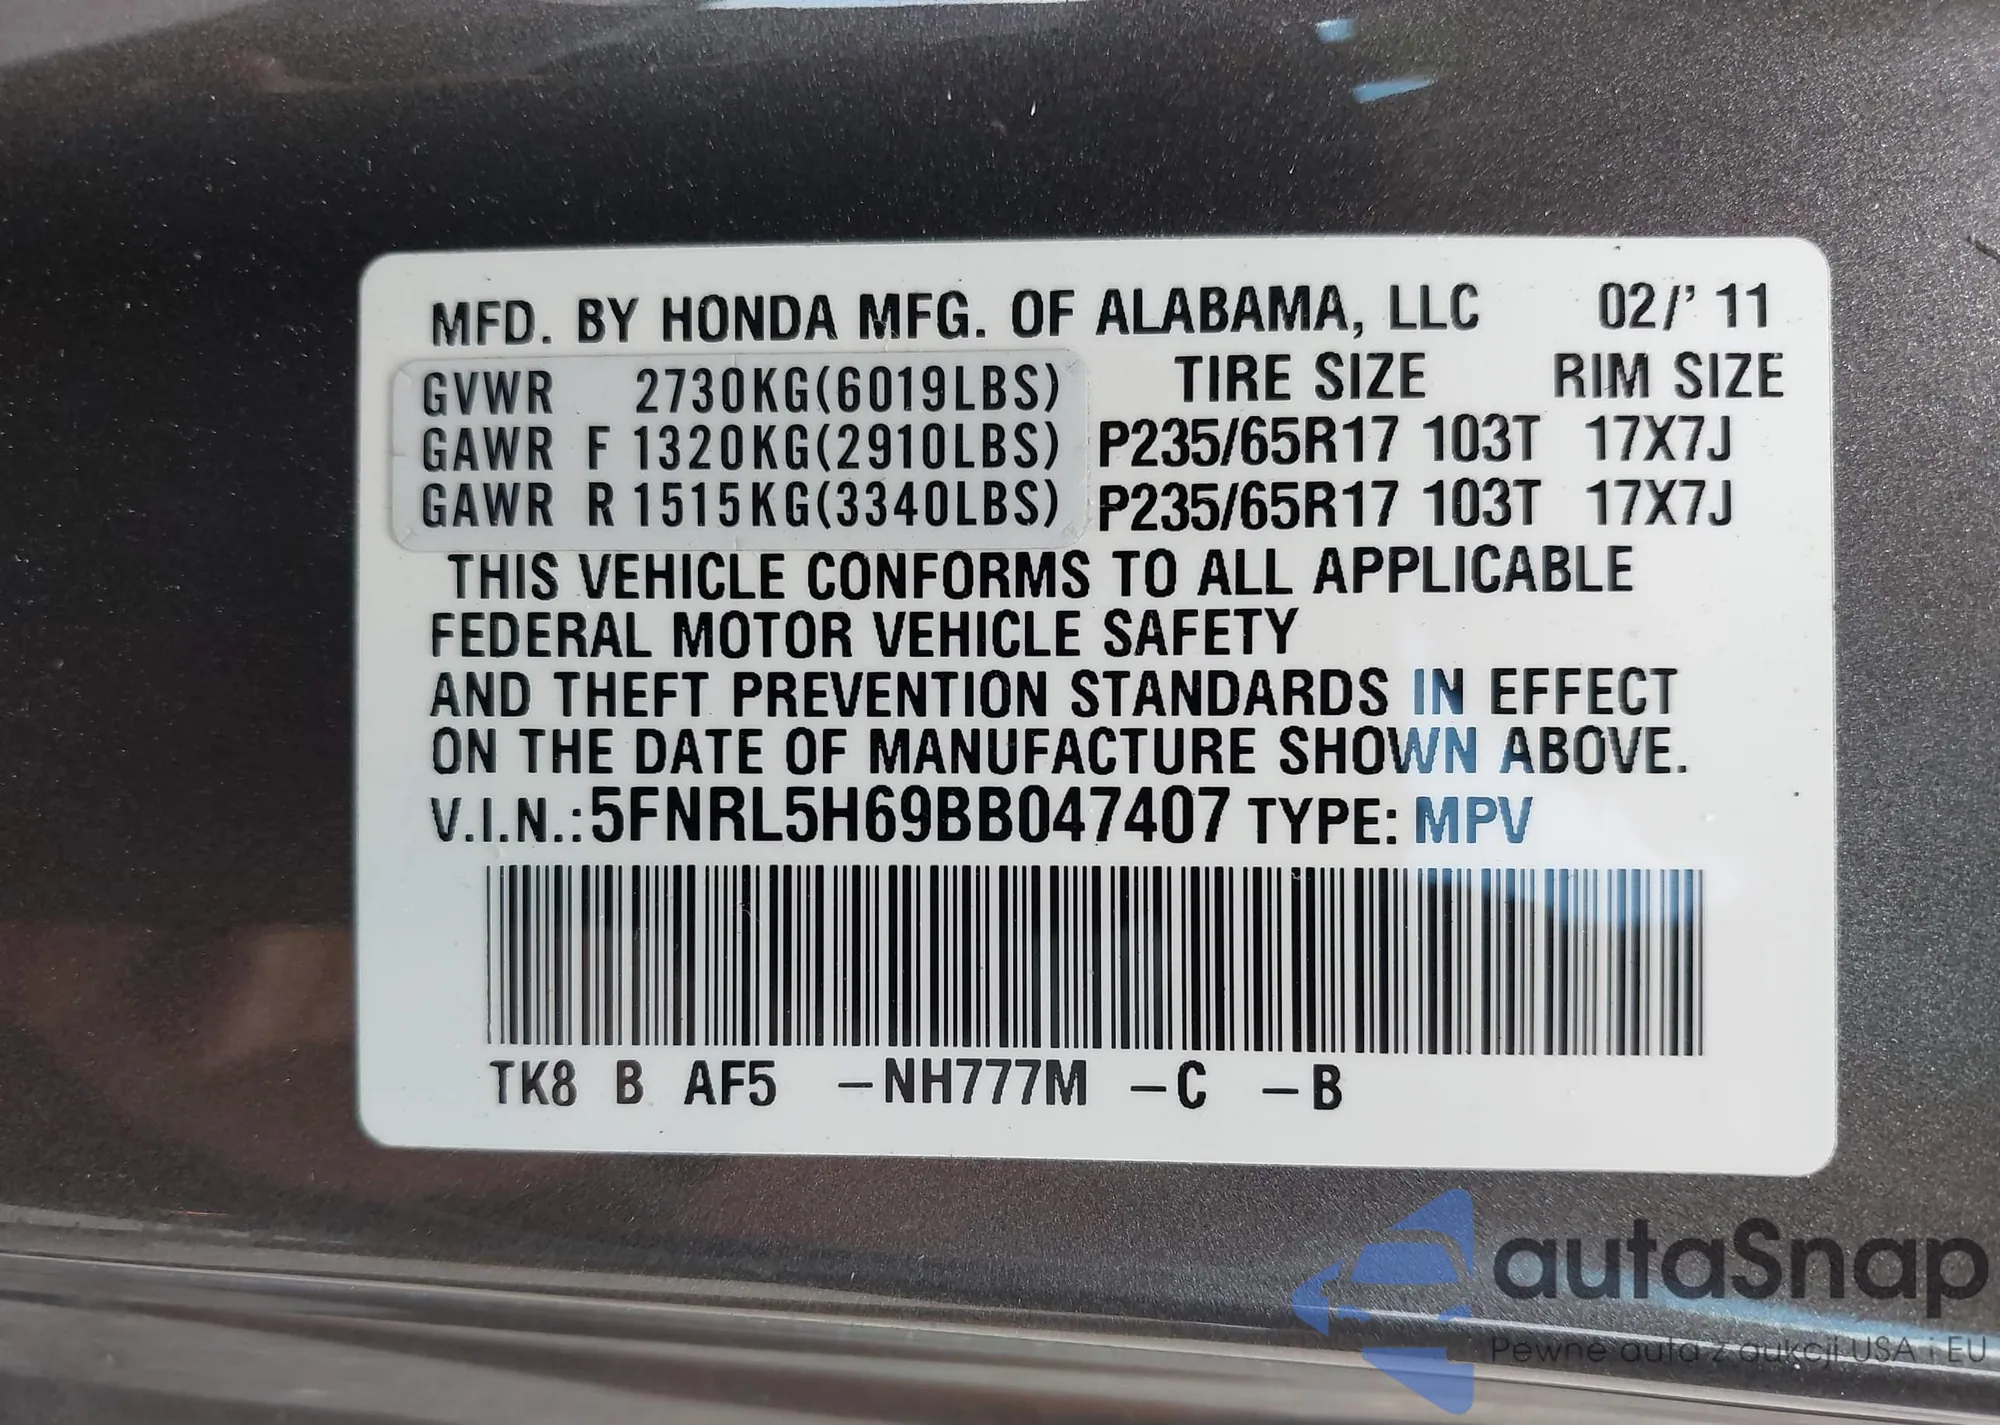 MFD. BY HONDA MFG. OF ALABAMA, LLC 02/' 11
TIRE SIZE RIM SIZE
GVWR 2730KG(6019LBS)
GAWR F 1320KG(2910LBS) P235/65R17 103T 17X7J
GAWR R 1515KG(3340LBS) P235/65R17 103T 17X7J
THIS VEHICLE CONFORMS TO ALL APPLICABLE
FEDERAL MOTOR VEHICLE SAFETY
AND THEFT PREVENTION STANDARDS IN EFFECT
ON THE DATE OF MANUFACTURE SHOWN ABOVE.
V.I.N.:5FNRL5H69BB047407 TYPE: MPV
TK8 B AF5 –NH777M –C –B
autaSnap
Pewne auta z aukcji USA i EU